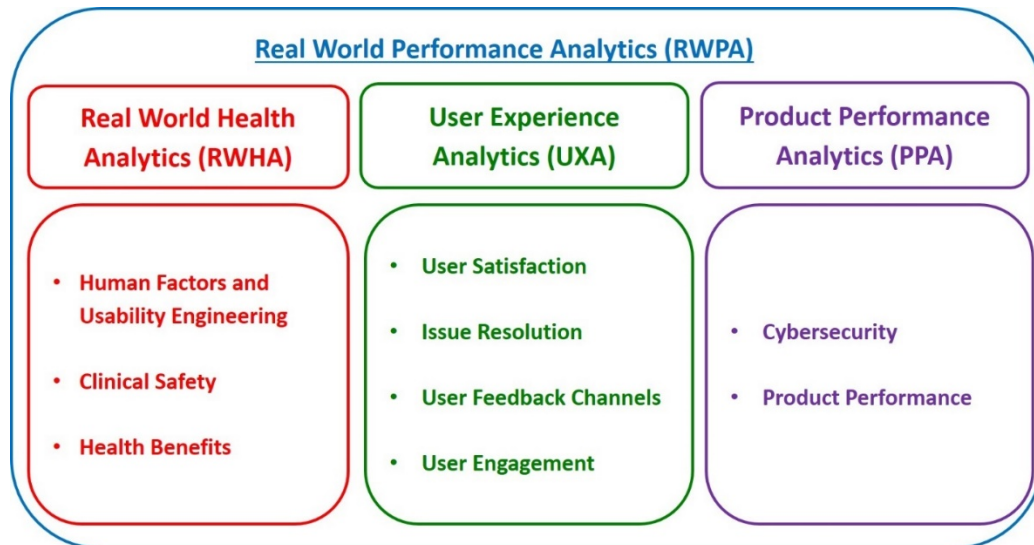 Real World Performance Analytics (RWPA)
Real World Health
Analytics (RWHA)
User Experience
Analytics (UXA)
Product Performance
Analytics (PPA)
• Human Factors and
Usability Engineering
• Clinical Safety
• Health Benefits
• User Satisfaction
• Issue Resolution
• User Feedback Channels
• User Engagement
• Cybersecurity
• Product Performance